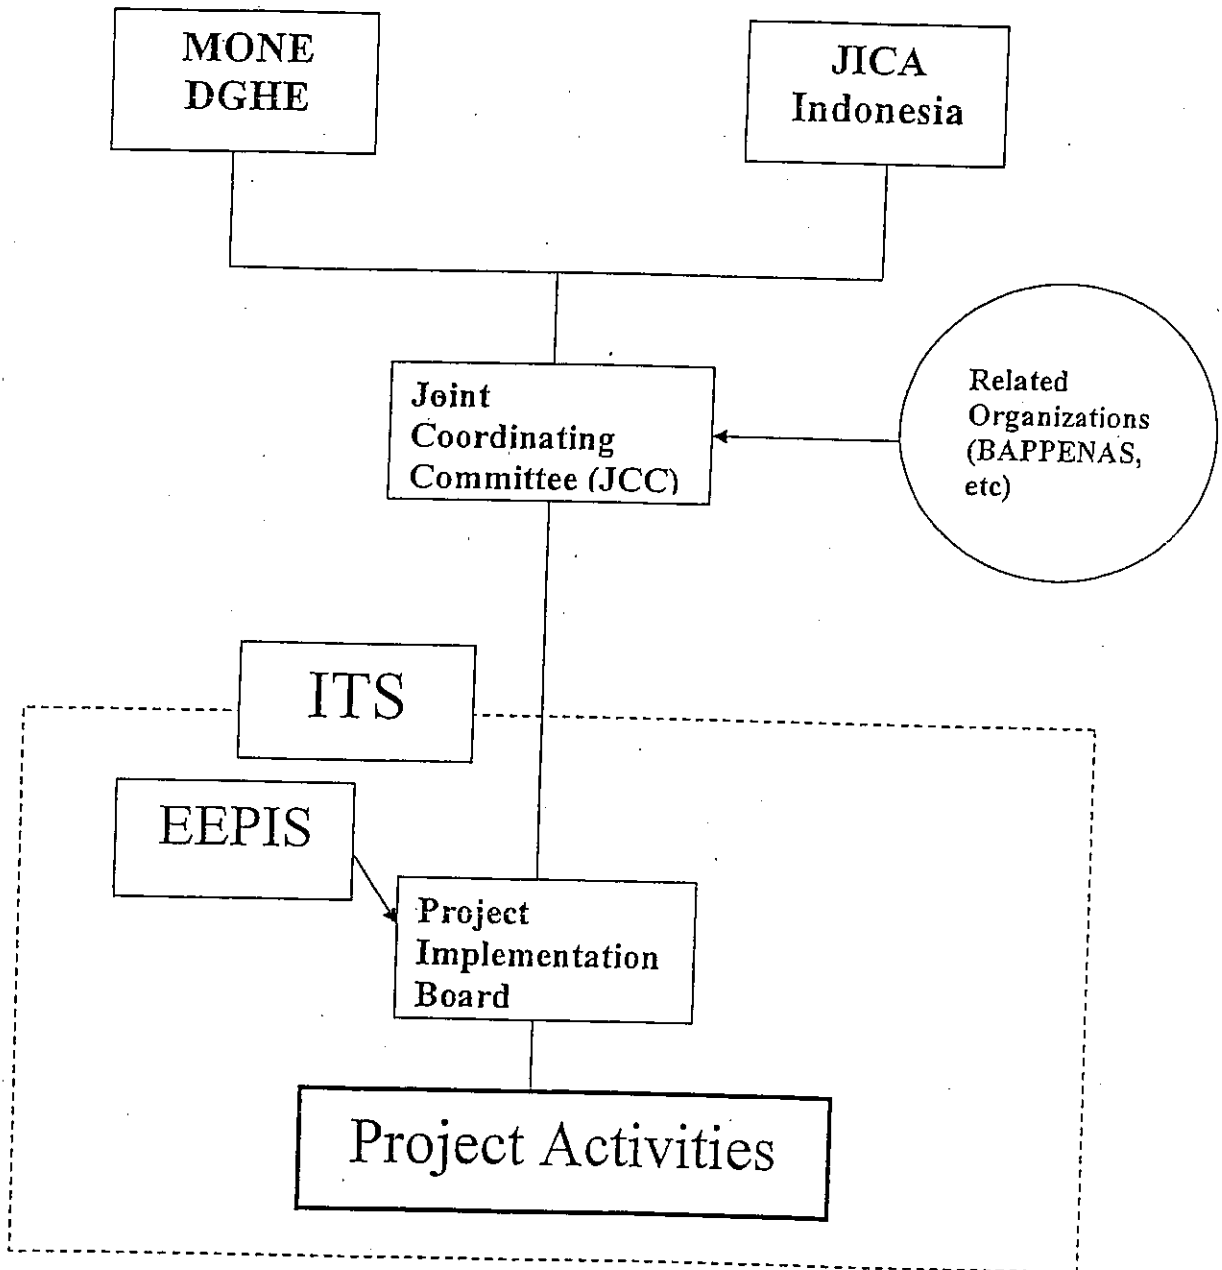 MONE
DGHE
JICA
Indonesia
Joint
Coordinating
Committee (JCC)
Related
Organizations
(BAPPENAS,
etc)
ITS
EEPIS
Project
Implementation
Board
Project Activities